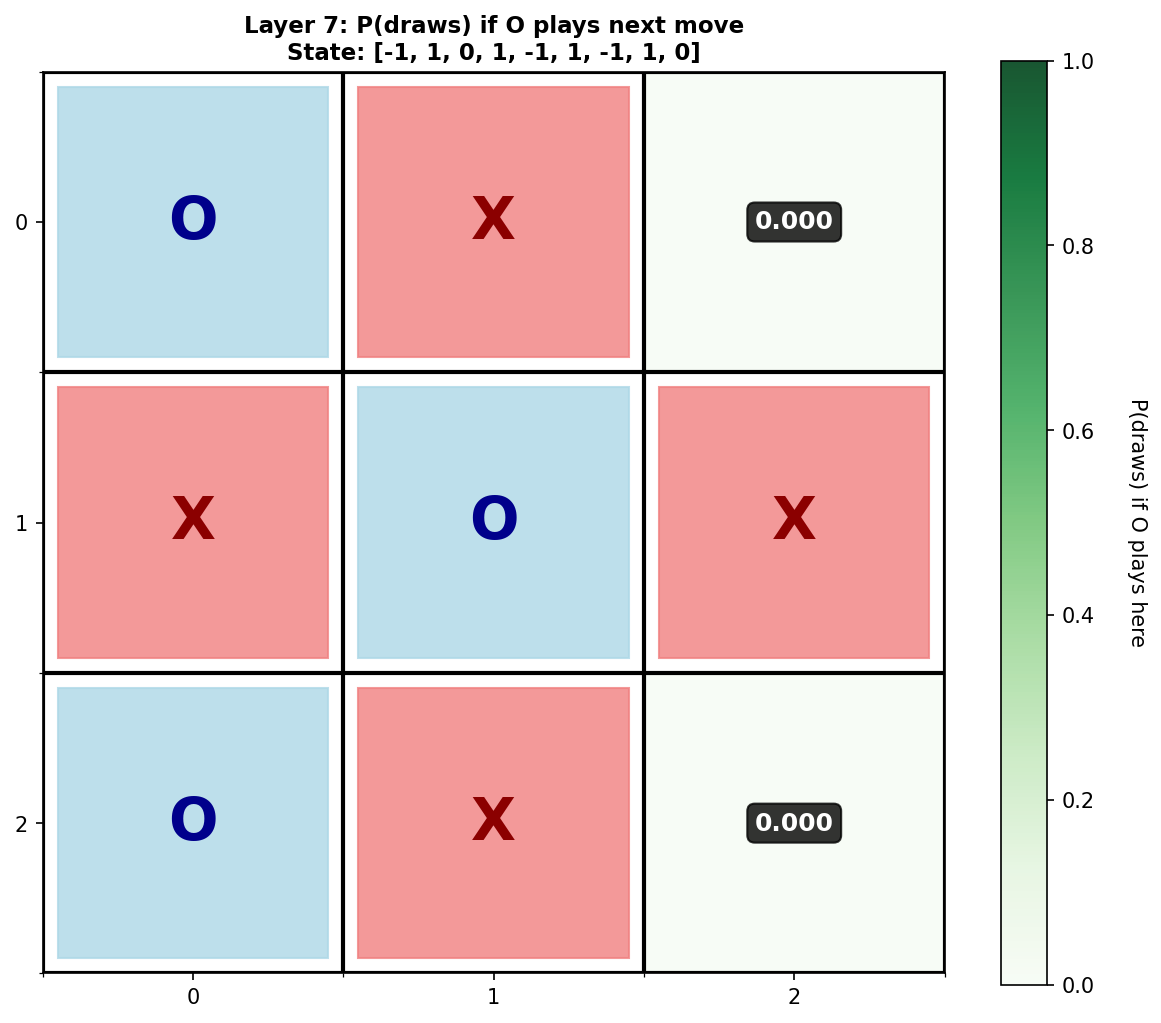 Layer 7: P(draws) if O plays next move
State: [-1, 1, 0, 1, -1, 1, -1, 1, 0]
O
X
0.000
X
O
X
O
X
0.000
0
1
2
0
1
2
1.0
0.8
0.6
0.4
0.2
0.0
P(draws) if O plays here